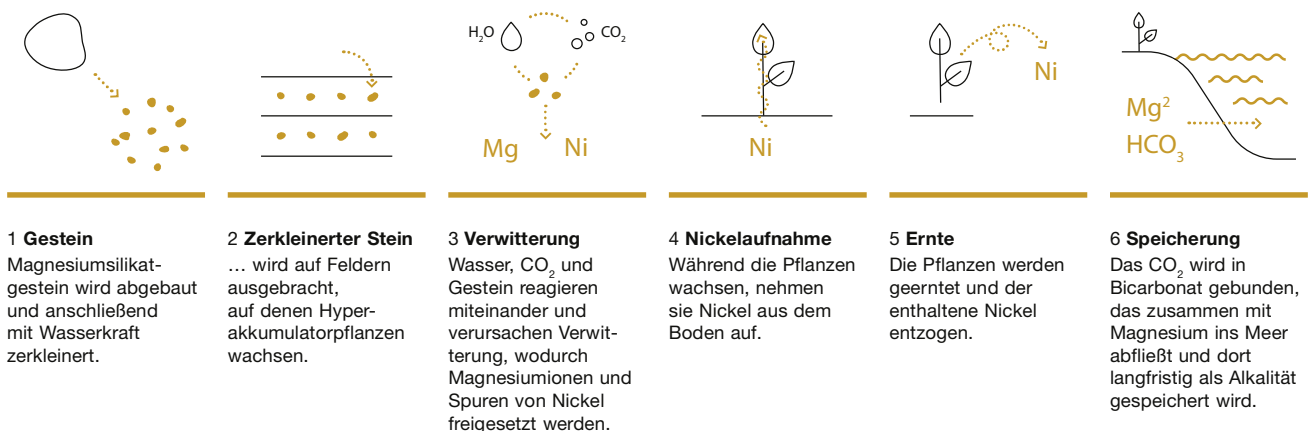 H₂O
CO₂
Mg Ni
Ni
Ni
Mg²
HCO₃
1 Gestein
Magnesiumsilikat-
gestein wird abgebaut
und anschließend
mit Wasserkraft
zerkleinert.
2 Zerkleinerter Stein
… wird auf Feldern
ausgebracht,
auf denen Hyper-
akkumulatorpflanzen
wachsen.
3 Verwitterung
Wasser, CO₂ und
Gestein reagieren
miteinander und
verursachen Verwit-
terung, wodurch
Magnesiumionen und
Spuren von Nickel
freigesetzt werden.
4 Nickelaufnahme
Während die Pflanzen
wachsen, nehmen
sie Nickel aus dem
Boden auf.
5 Ernte
Die Pflanzen werden
geerntet und der
enthaltene Nickel
entzogen.
6 Speicherung
Das CO₂ wird in
Bicarbonat gebunden,
das zusammen mit
Magnesium ins Meer
abfließt und dort
langfristig als Alkalität
gespeichert wird.